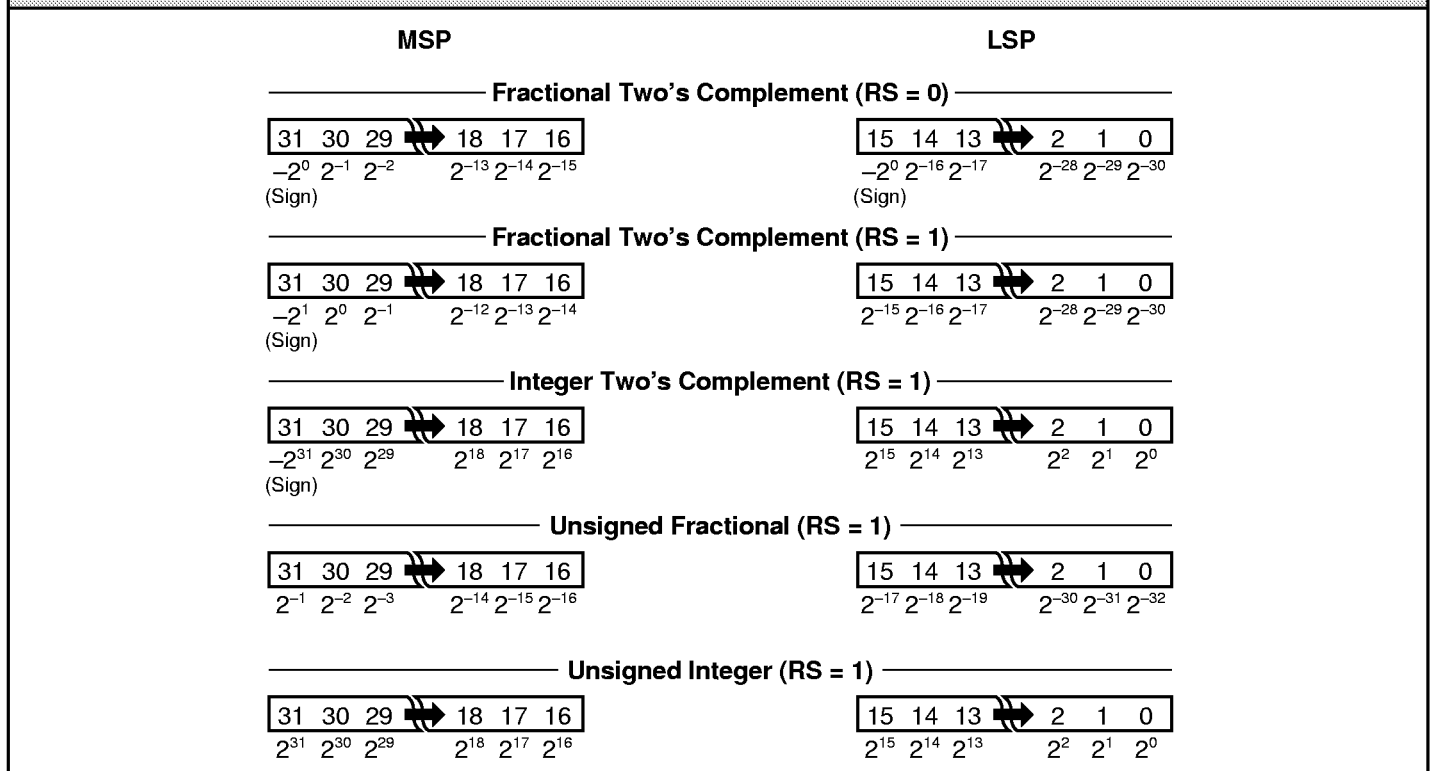 MSP LSP
Fractional Two's Complement (RS = 0)
31 30 29 18 17 16 15 14 13 2 1 0
–2⁰ 2⁻¹ 2⁻² 2⁻¹³ 2⁻¹⁴ 2⁻¹⁵ –2⁰ 2⁻¹⁶ 2⁻¹⁷ 2⁻²⁸ 2⁻²⁹ 2⁻³⁰
(Sign) (Sign)
Fractional Two's Complement (RS = 1)
31 30 29 18 17 16 15 14 13 2 1 0
–2¹ 2⁰ 2⁻¹ 2⁻¹² 2⁻¹³ 2⁻¹⁴ 2⁻¹⁵ 2⁻¹⁶ 2⁻¹⁷ 2⁻²⁸ 2⁻²⁹ 2⁻³⁰
(Sign)
Integer Two's Complement (RS = 1)
31 30 29 18 17 16 15 14 13 2 1 0
–2³¹ 2³⁰ 2²⁹ 2¹⁸ 2¹⁷ 2¹⁶ 2¹⁵ 2¹⁴ 2¹³ 2² 2¹ 2⁰
(Sign)
Unsigned Fractional (RS = 1)
31 30 29 18 17 16 15 14 13 2 1 0
2⁻¹ 2⁻² 2⁻³ 2⁻¹⁴ 2⁻¹⁵ 2⁻¹⁶ 2⁻¹⁷ 2⁻¹⁸ 2⁻¹⁹ 2⁻³⁰ 2⁻³¹ 2⁻³²
Unsigned Integer (RS = 1)
31 30 29 18 17 16 15 14 13 2 1 0
2³¹ 2³⁰ 2²⁹ 2¹⁸ 2¹⁷ 2¹⁶ 2¹⁵ 2¹⁴ 2¹³ 2² 2¹ 2⁰